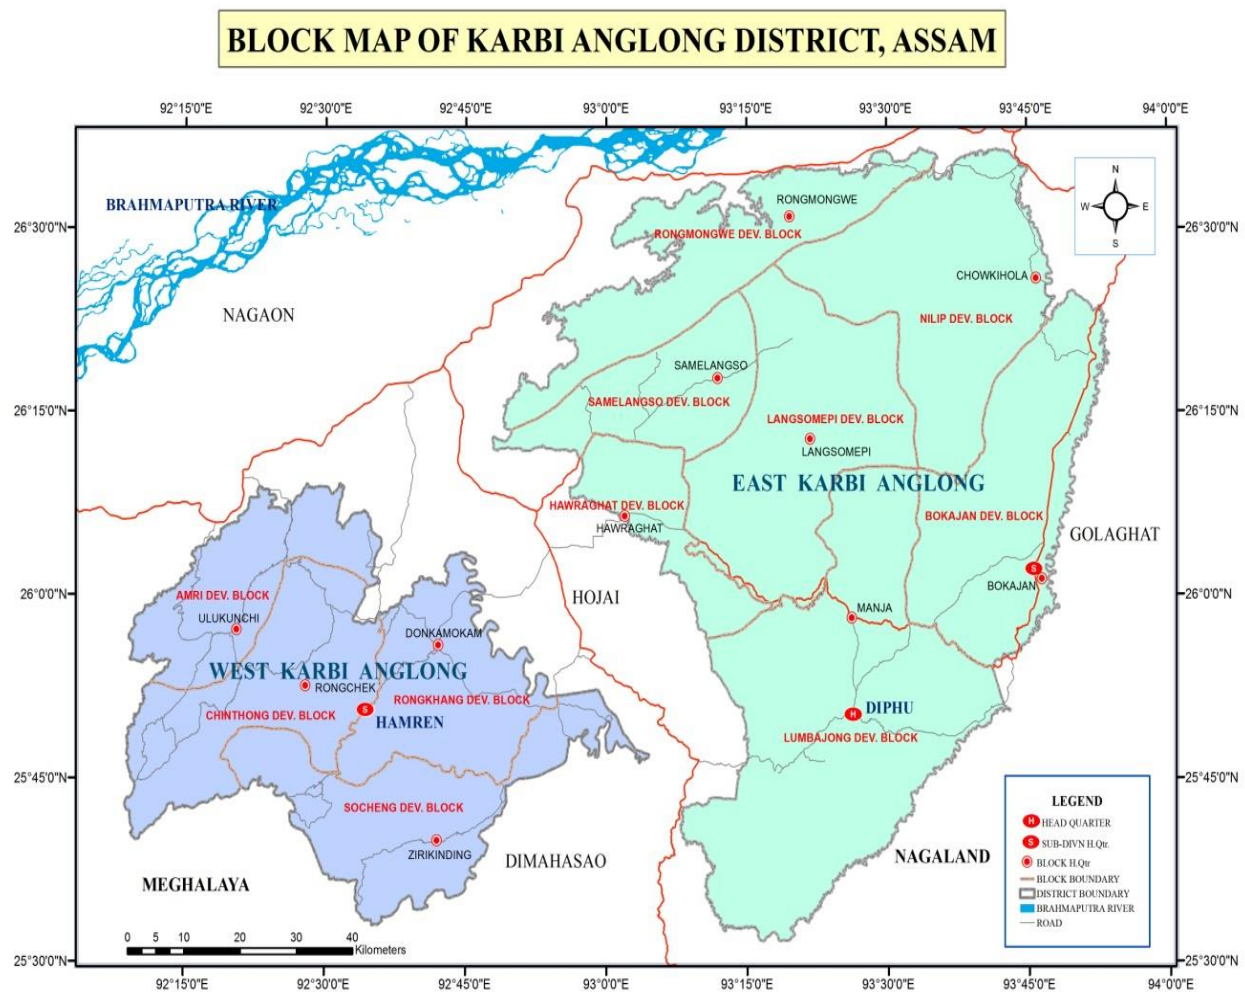 BLOCK MAP OF KARBI ANGLONG DISTRICT, ASSAM
92°15'0"E 92°30'0"E 92°45'0"E 93°0'0"E 93°15'0"E 93°30'0"E 93°45'0"E 94°0'0"E
N
W E
S
BRAHMAPUTRA RIVER
RONGMONGWE
26°30'0"N
26°30'0"N
RONGMONGWE DEV. BLOCK
CHOWKIHOLA
NAGAON
NILIP DEV. BLOCK
SAMELANGSO
SAMELANGSO DEV. BLOCK
26°15'0"N
26°15'0"N
LANGSOMEPI DEV. BLOCK
LANGSOMEPI
EAST KARBI ANGLONG
HAWRAGHAT DEV. BLOCK
BOKAJAN DEV. BLOCK
HAWRAGHAT
GOLAGHAT
S
BOKAJAN
26°0'0"N
26°0'0"N
AMRI DEV. BLOCK
HOJAI
ULUKUNCHI
MANJA
DONKAMOKAM
WEST KARBI ANGLONG
RONGCHEK
RONGKHANG DEV. BLOCK
CHINTHONG DEV. BLOCK
S
HAMREN
H
DIPHU
LUMBAJONG DEV. BLOCK
25°45'0"N
25°45'0"N
SOCHENG DEV. BLOCK
ZIRIKINDING
DIMAHASAO
NAGALAND
MEGHALAYA
LEGEND
H HEAD QUARTER
S SUB-DIVN H.Qtr.
BLOCK H.Qtr
BLOCK BOUNDARY
DISTRICT BOUNDARY
BRAHMAPUTRA RIVER
ROAD
0 5 10 20 30 40
Kilometers
25°30'0"N
25°30'0"N
92°15'0"E 92°30'0"E 92°45'0"E 93°0'0"E 93°15'0"E 93°30'0"E 93°45'0"E 94°0'0"E